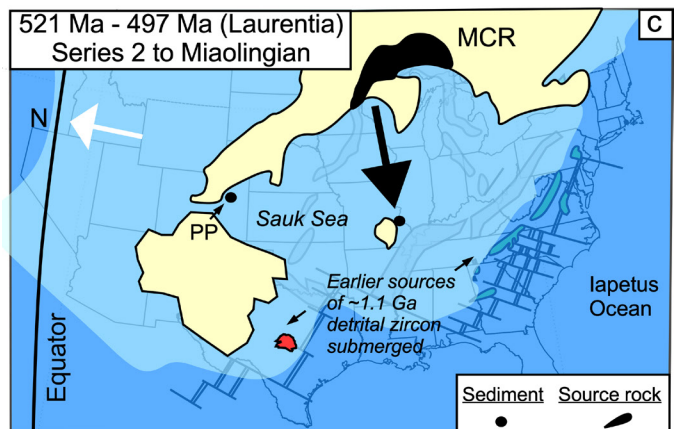 521 Ma - 497 Ma (Laurentia)
Series 2 to Miaolingian
C
MCR
N
PP
Sauk Sea
Earlier sources
of ~1.1 Ga
detrital zircon
submerged
Iapetus
Ocean
Equator
Sediment Source rock